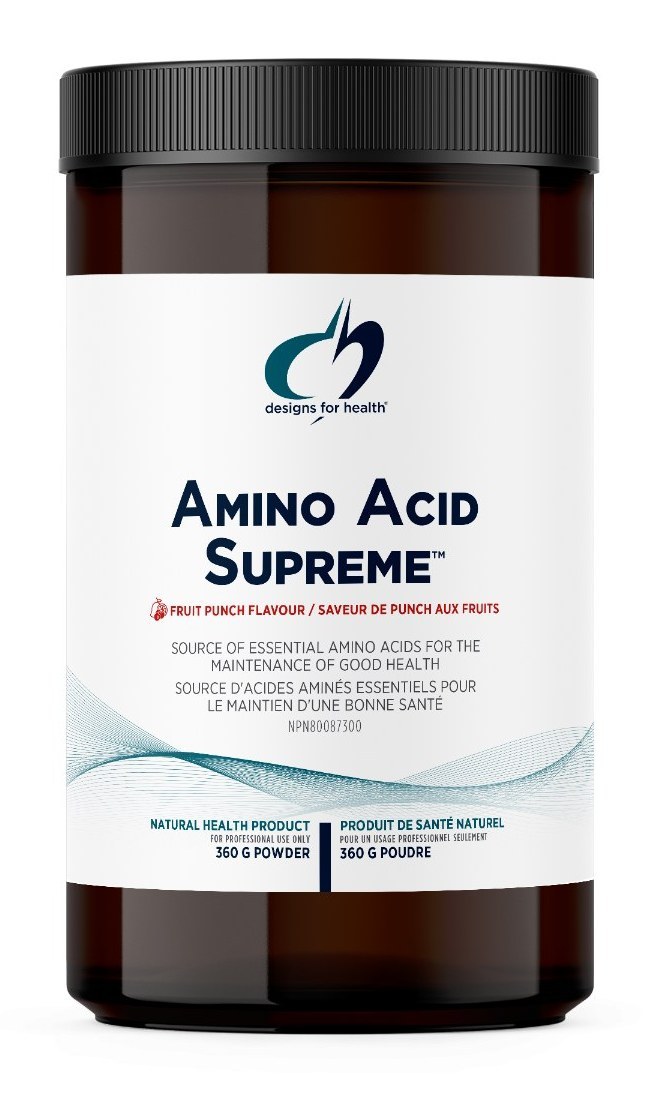 designs for health®
AMINO ACID
SUPREME™
FRUIT PUNCH FLAVOUR / SAVEUR DE PUNCH AUX FRUITS
SOURCE OF ESSENTIAL AMINO ACIDS FOR THE
MAINTENANCE OF GOOD HEALTH
SOURCE D'ACIDES AMINÉS ESSENTIELS POUR
LE MAINTIEN D'UNE BONNE SANTÉ
NPN80087300
NATURAL HEALTH PRODUCT
FOR PROFESSIONAL USE ONLY
360 G POWDER
PRODUIT DE SANTÉ NATUREL
POUR UN USAGE PROFESSIONNEL SEULEMENT
360 G POUDRE